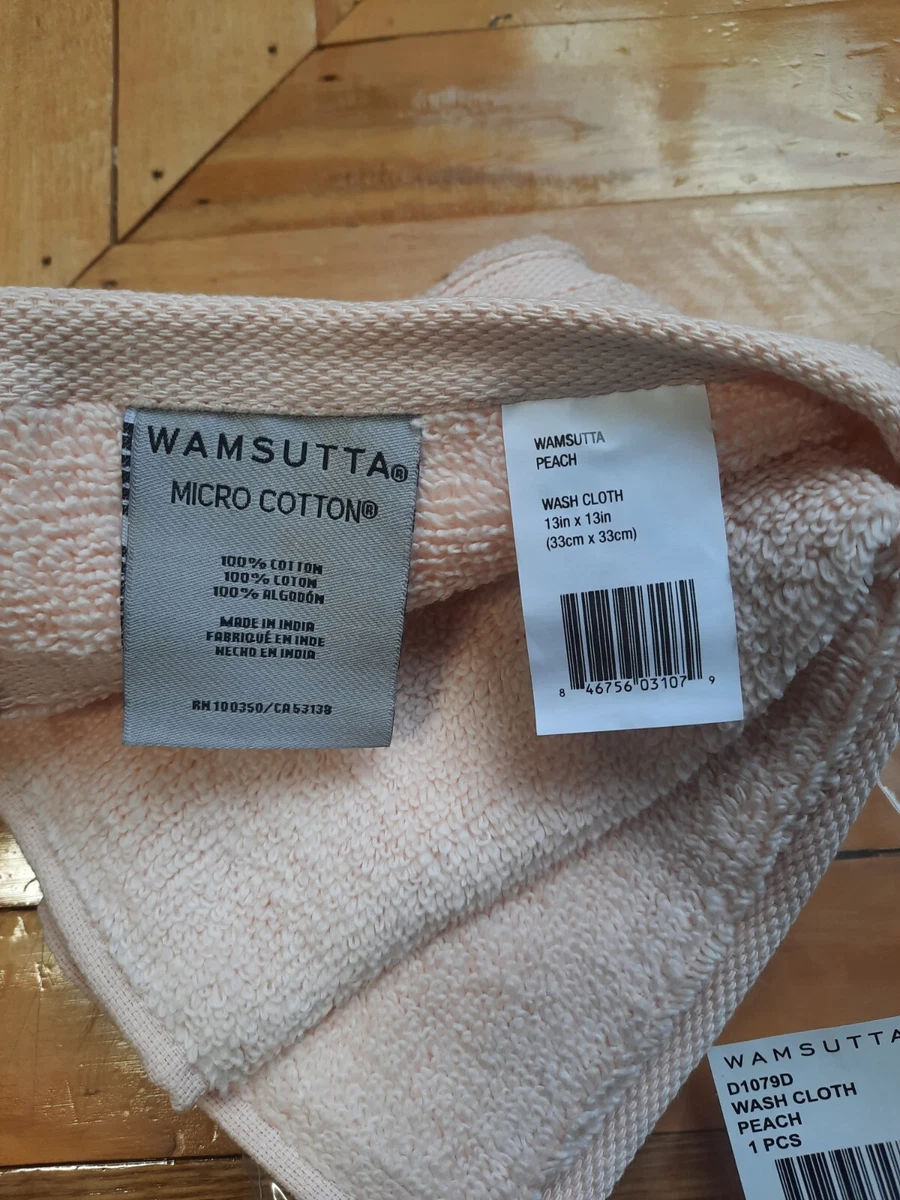 WAMSUTTA®
MICRO COTTON®
100% COTTON
100% COTON
100% ALGODÓN
MADE IN INDIA
FABRIQUÉ EN INDE
HECHO EN INDIA
RN 100350/CA 53138
WAMSUTTA
PEACH
WASH CLOTH
13in x 13in
(33cm x 33cm)
8 46756 03107 9
WAMSUTTA
D1079D
WASH CLOTH
PEACH
1 PCS